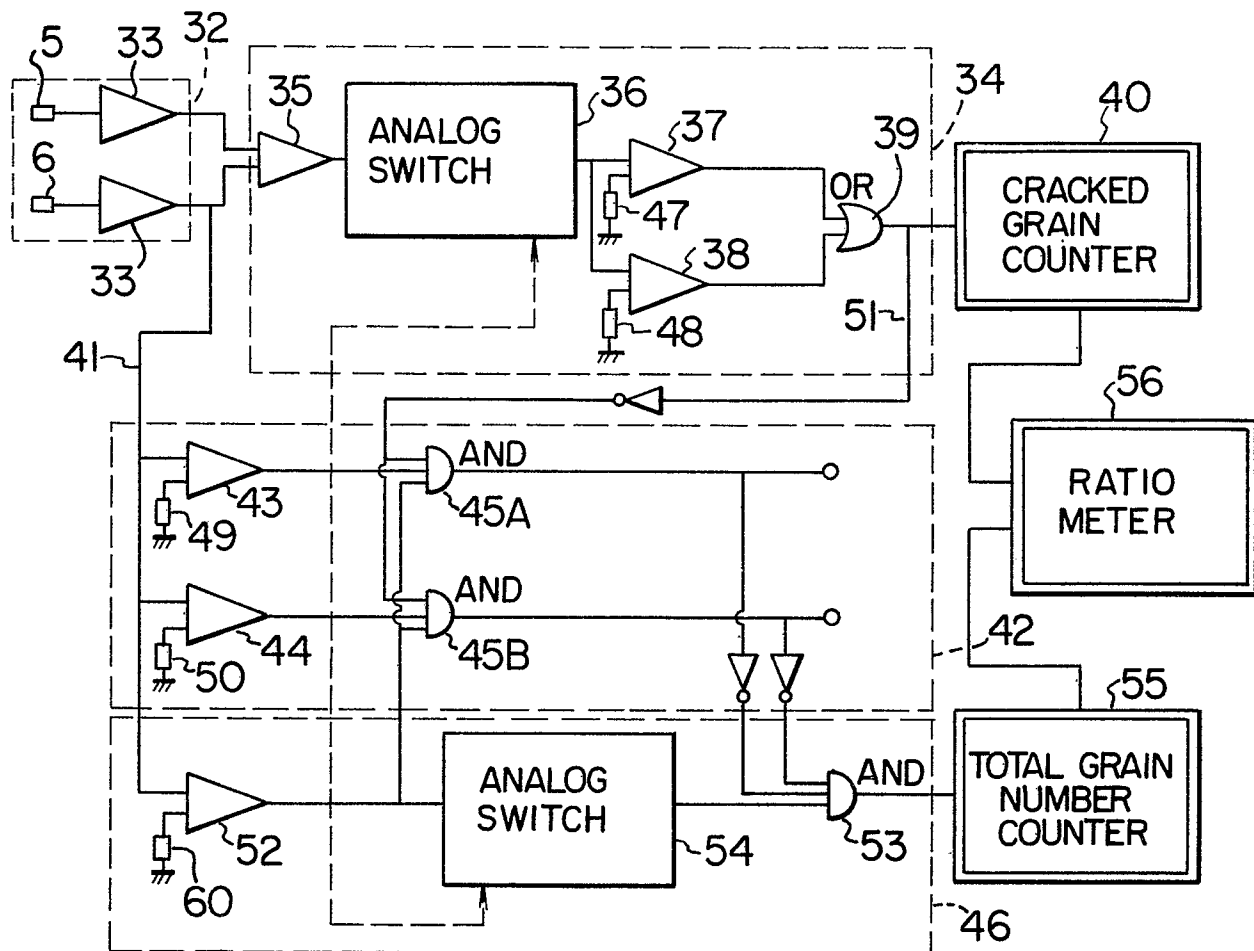 5
33
32
6
33
35
ANALOG
SWITCH
36
37
47
38
48
OR
39
34
40
CRACKED
GRAIN
COUNTER
51
41
56
RATIO
METER
43
49
AND
45A
44
50
AND
45B
42
55
TOTAL GRAIN
NUMBER
COUNTER
52
60
ANALOG
SWITCH
54
AND
53
46